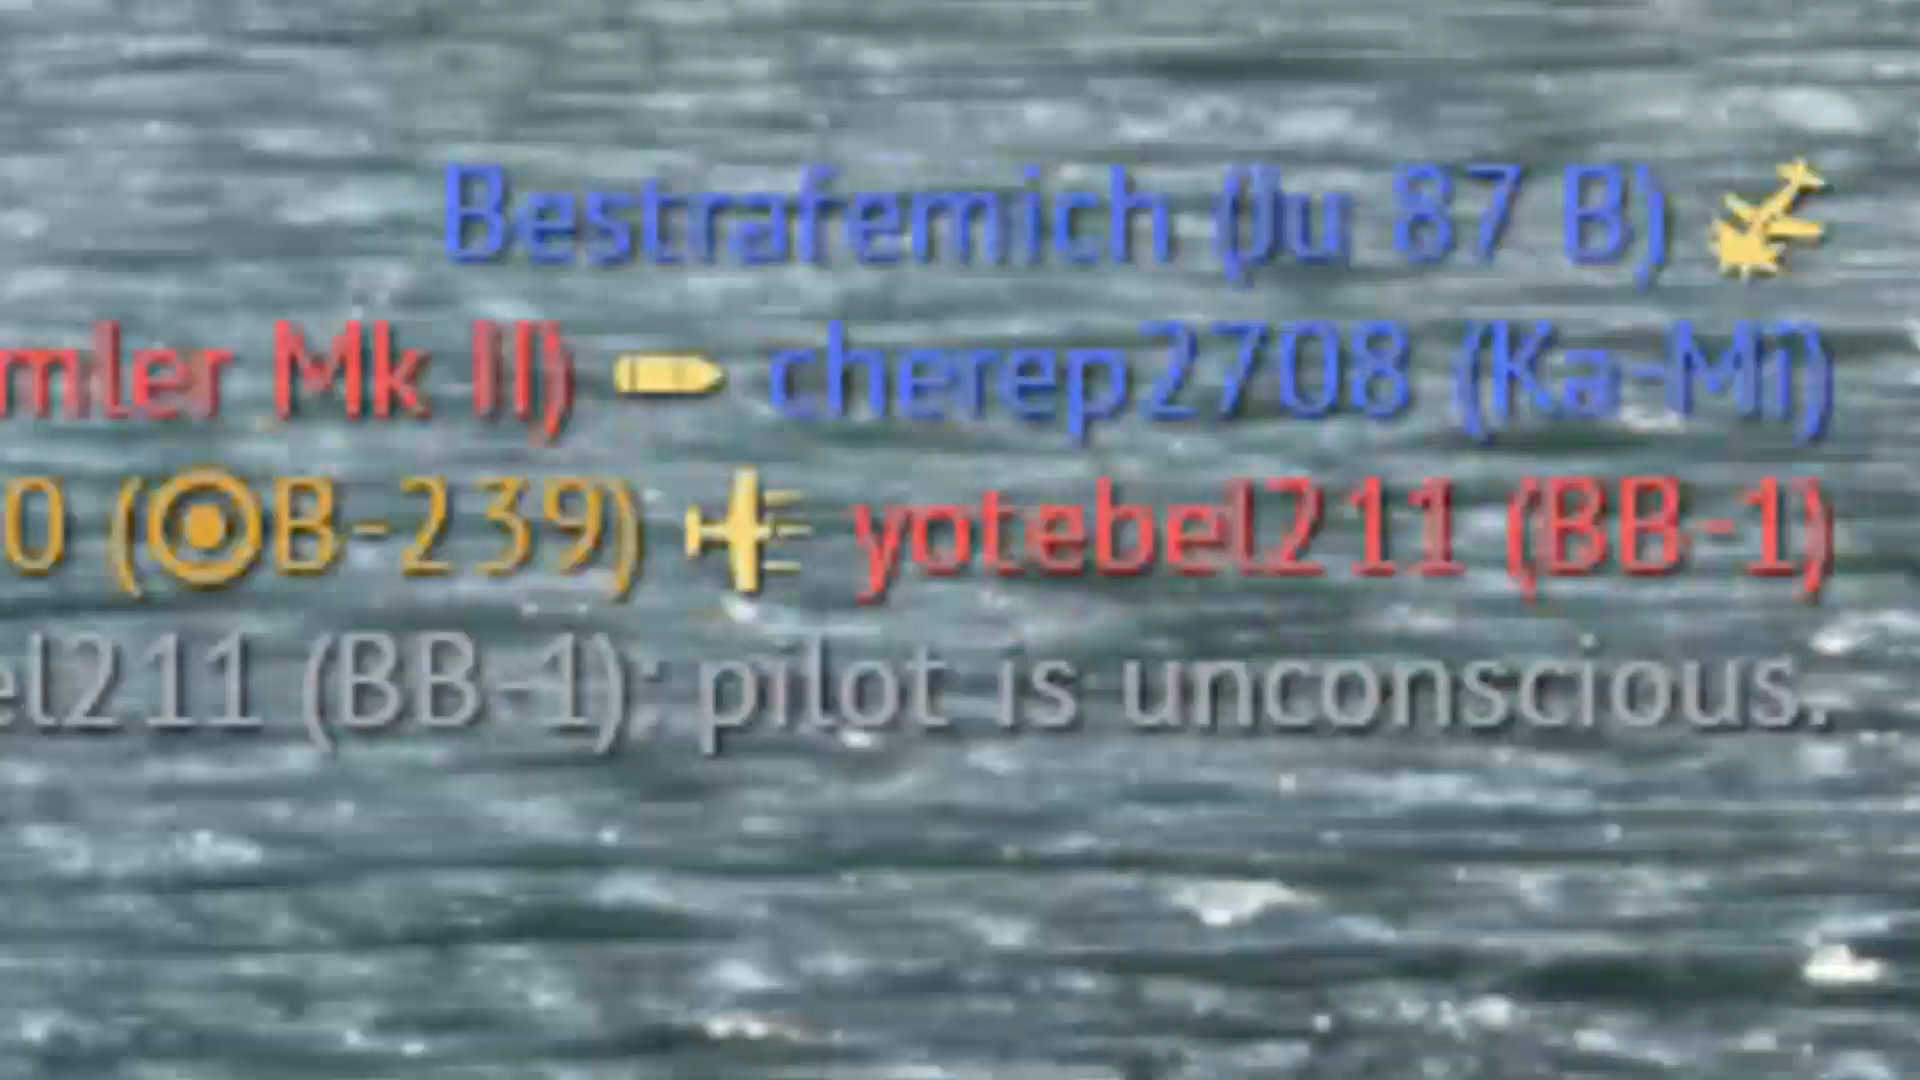 Bestrafemich (Ju 87 B)
mler Mk II) cherep2708 (Ka-Mi)
0 (B-239) yotebel211 (BB-1)
el211 (BB-1): pilot is unconscious.